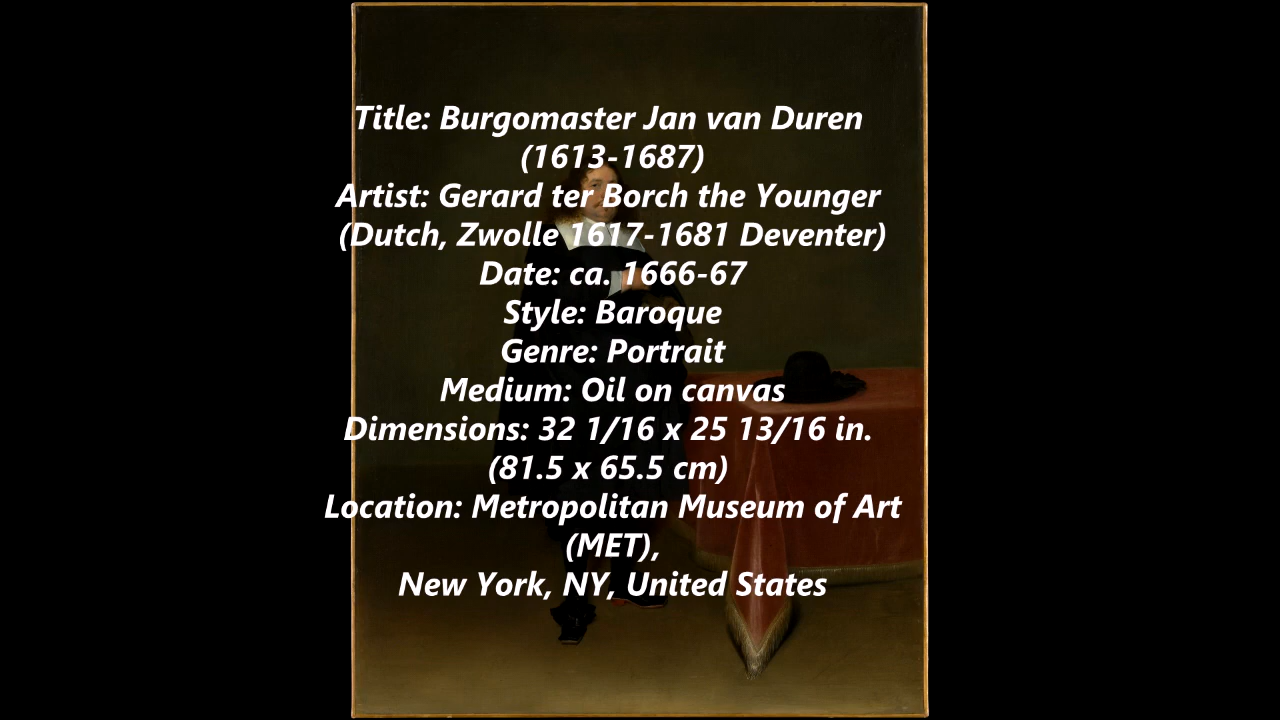 Title: Burgomaster Jan van Duren
(1613-1687)
Artist: Gerard ter Borch the Younger
(Dutch, Zwolle 1617-1681 Deventer)
Date: ca. 1666-67
Style: Baroque
Genre: Portrait
Medium: Oil on canvas
Dimensions: 32 1/16 x 25 13/16 in.
(81.5 x 65.5 cm)
Location: Metropolitan Museum of Art
(MET),
New York, NY, United States